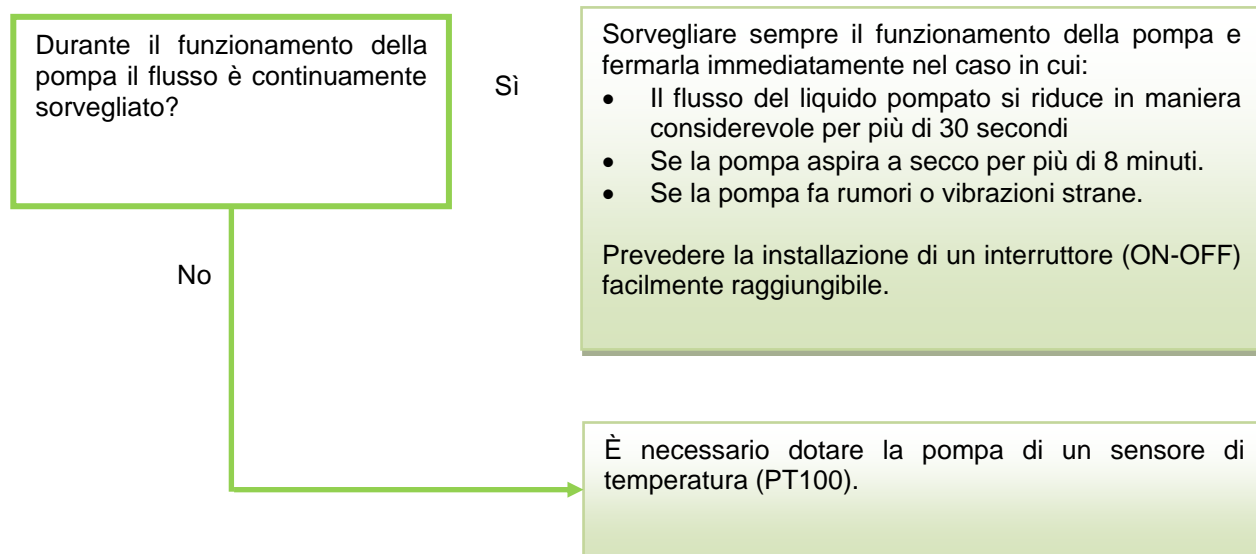 Durante il funzionamento della
pompa il flusso è continuamente
sorvegliato?
Sì
Sorvegliare sempre il funzionamento della pompa e
fermarla immediatamente nel caso in cui:
• Il flusso del liquido pompato si riduce in maniera
considerevole per più di 30 secondi
• Se la pompa aspira a secco per più di 8 minuti.
• Se la pompa fa rumori o vibrazioni strane.
Prevedere la installazione di un interruttore (ON-OFF)
facilmente raggiungibile.
No
È necessario dotare la pompa di un sensore di
temperatura (PT100).